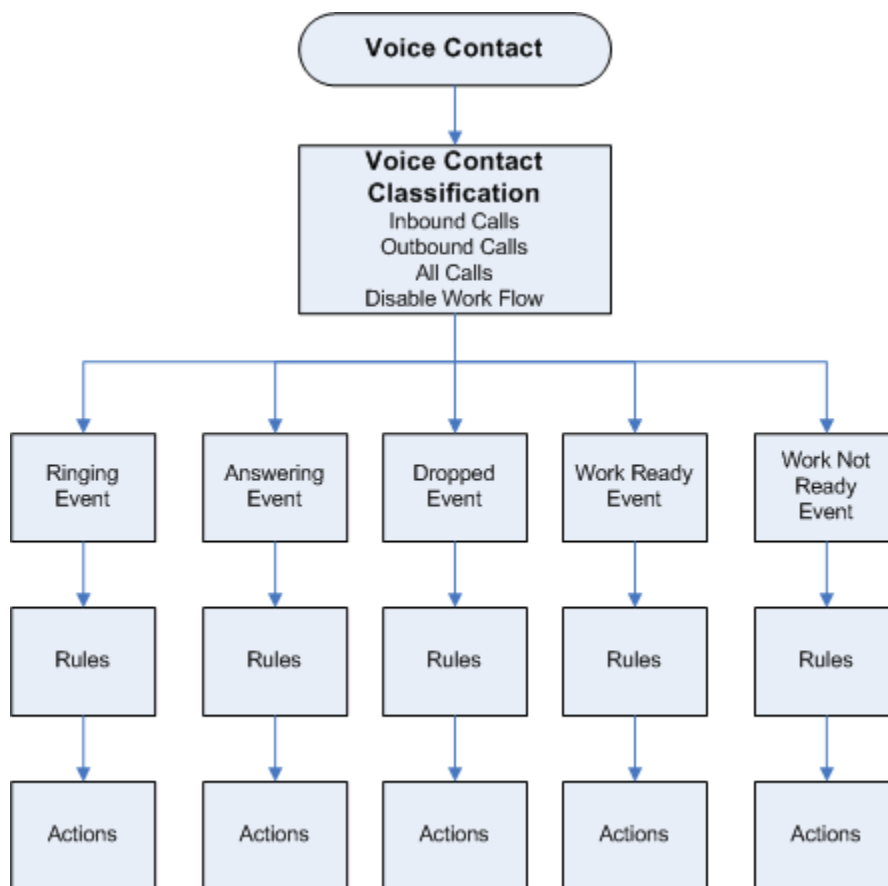 Voice Contact
Voice Contact
Classification
Inbound Calls
Outbound Calls
All Calls
Disable Work Flow
Ringing
Event
Answering
Event
Dropped
Event
Work Ready
Event
Work Not
Ready
Event
Rules
Rules
Rules
Rules
Rules
Actions
Actions
Actions
Actions
Actions